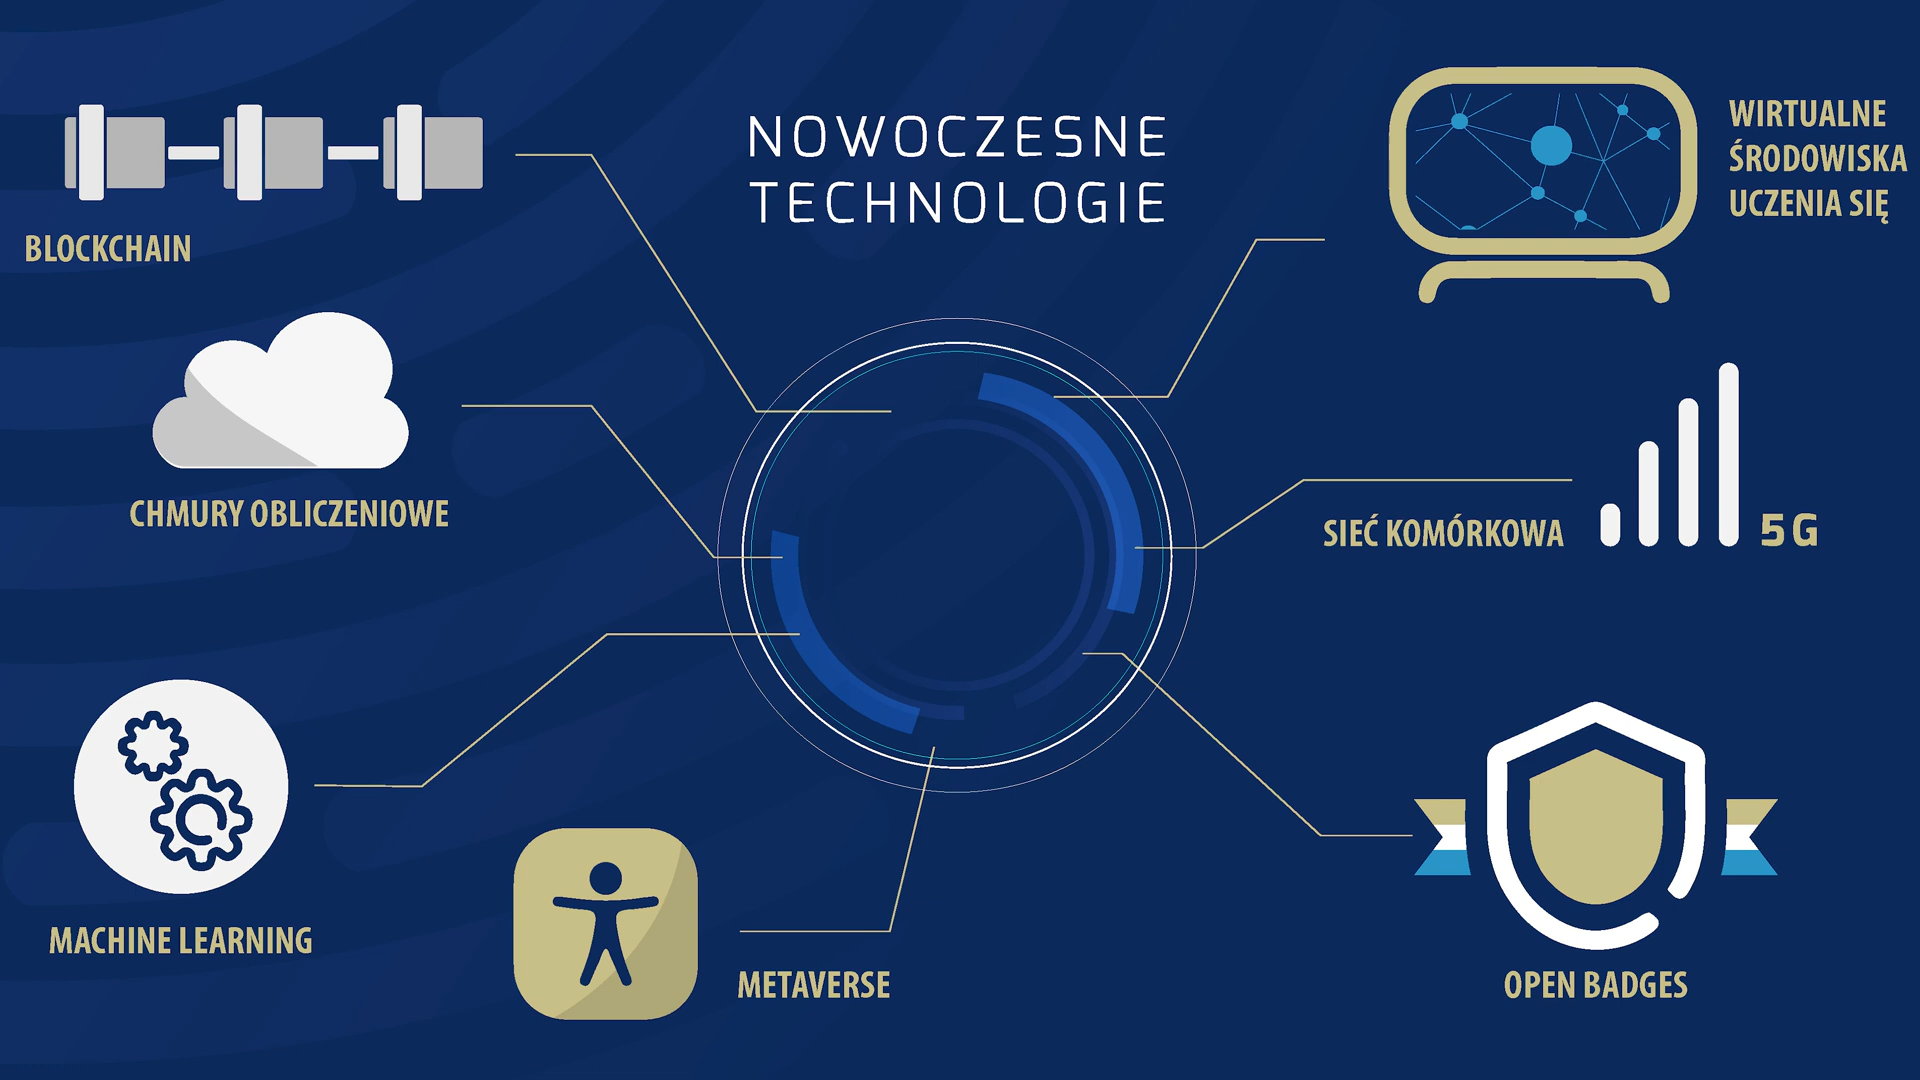 NOWOCZESNE
TECHNOLOGIE
BLOCKCHAIN
CHMURY OBLICZENIOWE
MACHINE LEARNING
METAVERSE
WIRTUALNE
ŚRODOWISKA
UCZENIA SIĘ
SIEĆ KOMÓRKOWA 5G
OPEN BADGES